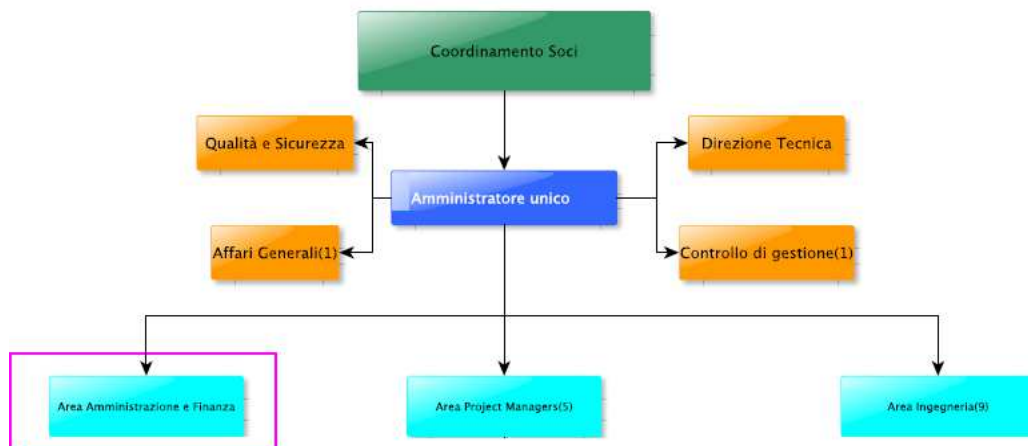 Coordinamento Soci
Qualità e Sicurezza
Direzione Tecnica
Amministratore unico
Affari Generali(1)
Controllo di gestione(1)
Area Amministrazione e Finanza
Area Project Managers(5)
Area Ingegneria(9)